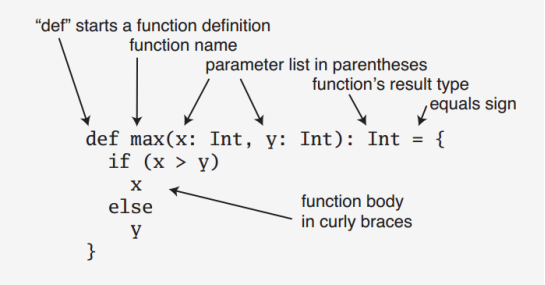 “def” starts a function definition
function name
parameter list in parentheses
function’s result type
equals sign
def max(x: Int, y: Int): Int = {
if (x > y)
x
else
y
}
function body
in curly braces